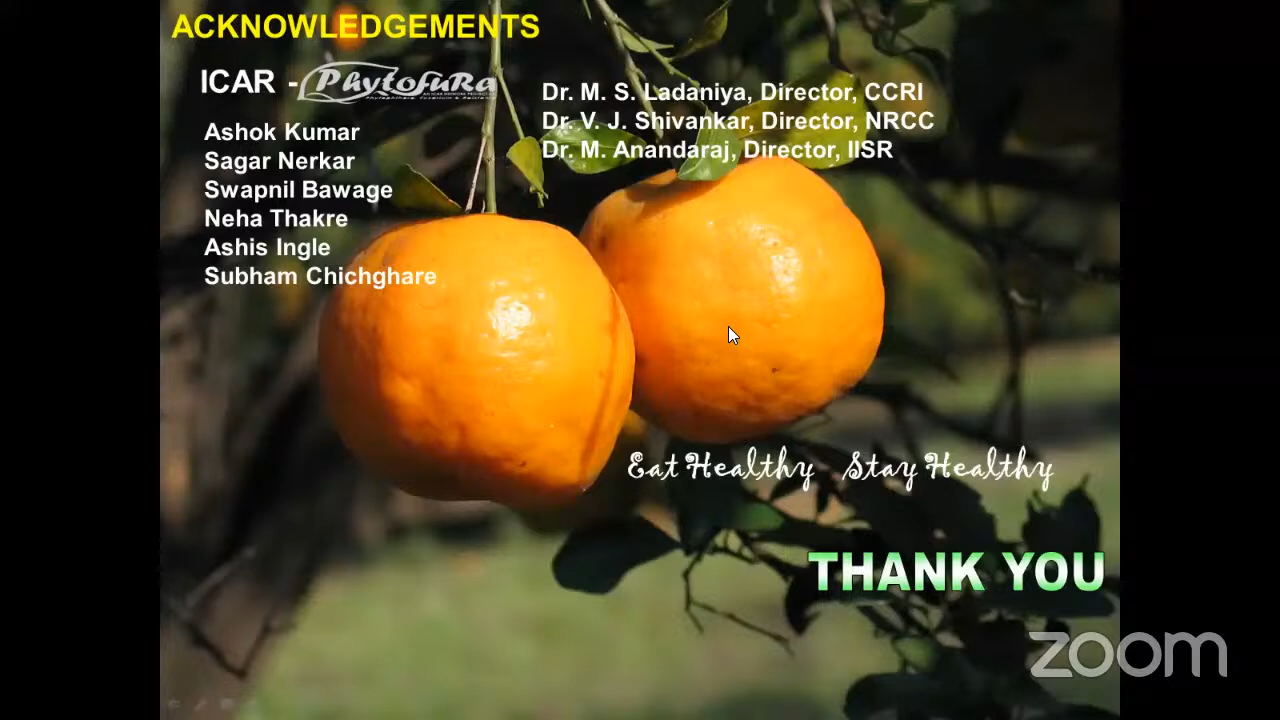 ACKNOWLEDGEMENTS
ICAR - PhytoFuRa
Ashok Kumar
Sagar Nerkar
Swapnil Bawage
Neha Thakre
Ashis Ingle
Subham Chichghare
Dr. M. S. Ladaniya, Director, CCRI
Dr. V. J. Shivankar, Director, NRCC
Dr. M. Anandaraj, Director, IISR
Eat Healthy Stay Healthy
THANK YOU
zoom